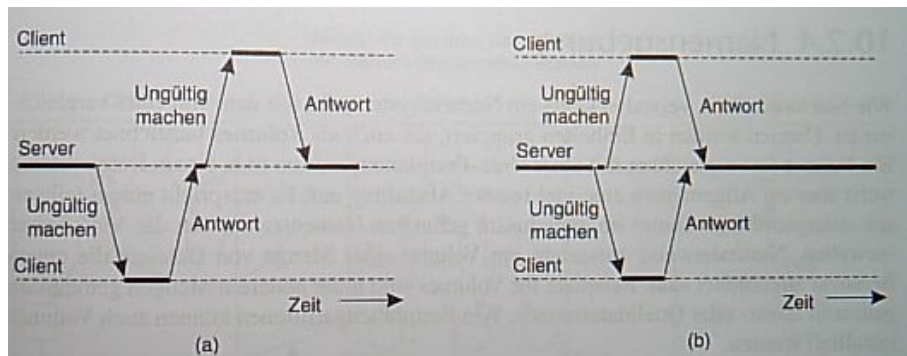 Client
Ungültig
machen
Antwort
Server
Ungültig
machen
Antwort
Client
Zeit
(a)
Client
Ungültig
machen
Antwort
Server
Ungültig
machen
Antwort
Client
Zeit
(b)